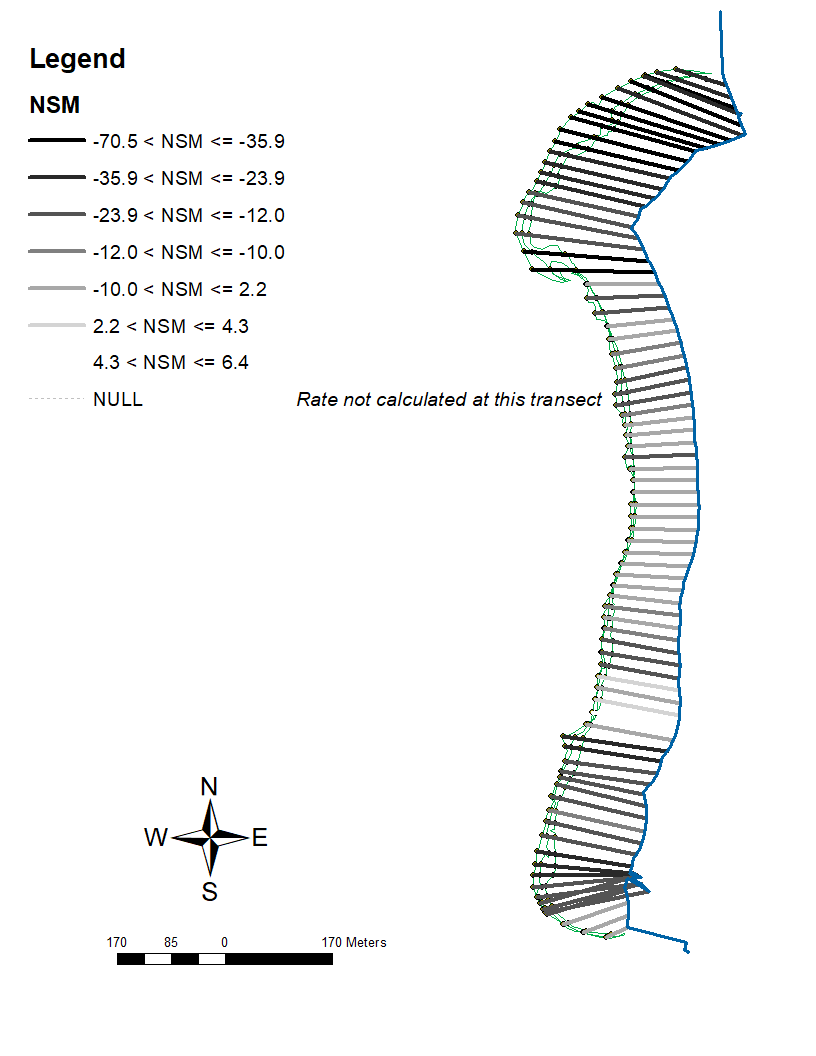 Legend
NSM
-70.5 < NSM <= -35.9
-35.9 < NSM <= -23.9
-23.9 < NSM <= -12.0
-12.0 < NSM <= -10.0
-10.0 < NSM <= 2.2
2.2 < NSM <= 4.3
4.3 < NSM <= 6.4
NULL Rate not calculated at this transect
N
W E
S
170 85 0 170 Meters